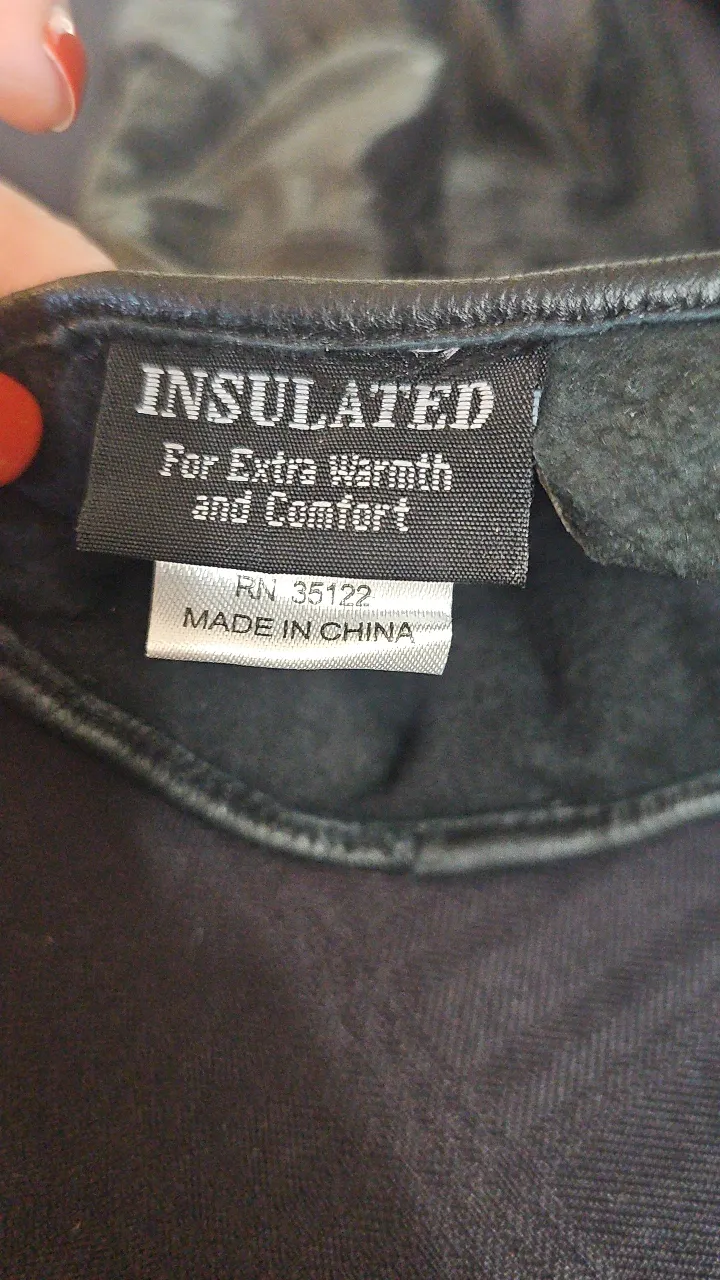 INSULATED
For Extra Warmth
and Comfort
RN 35122
MADE IN CHINA